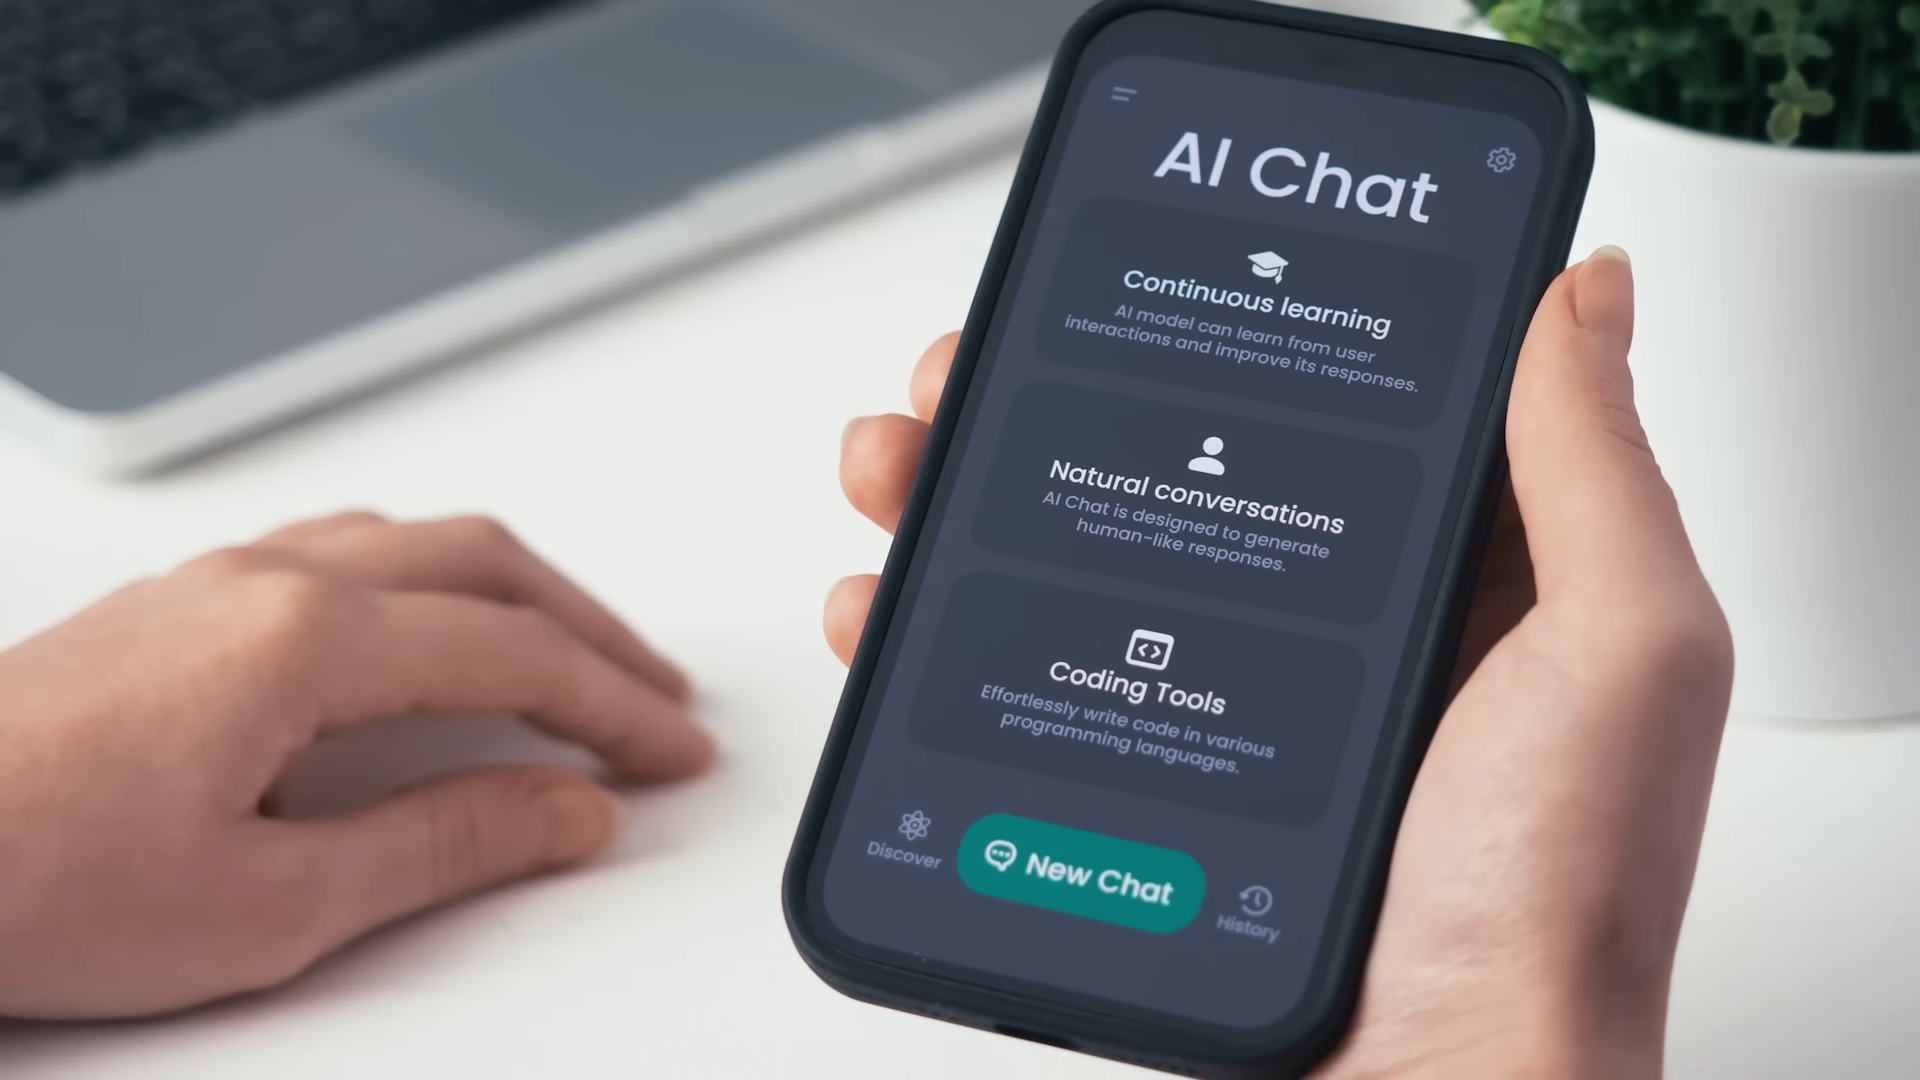 AI Chat
Continuous learning
AI model can learn from user
interactions and improve its responses.
Natural conversations
AI Chat is designed to generate
human-like responses.
Coding Tools
Effortlessly write code in various
programming languages.
Discover
New Chat
History